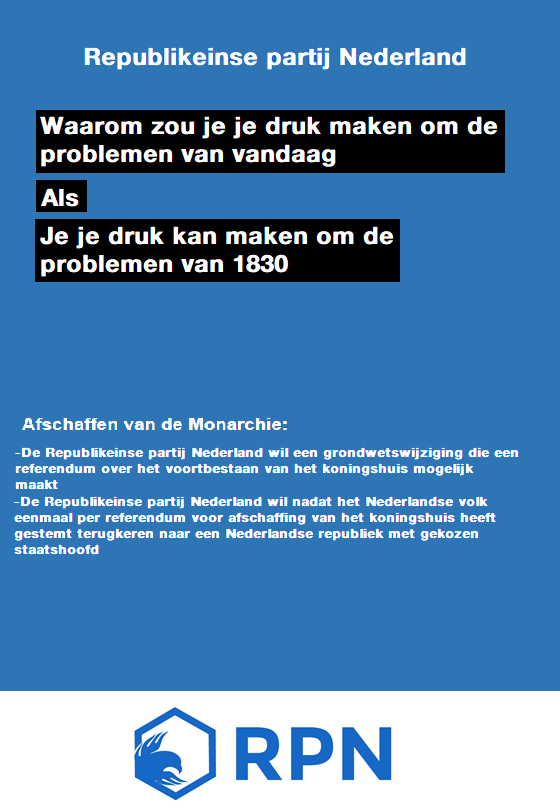 Republikeinse partij Nederland
Waarom zou je je druk maken om de
problemen van vandaag
Als
Je je druk kan maken om de
problemen van 1830
Afschaffen van de Monarchie:
-De Republikeinse partij Nederland wil een grondwetswijziging die een
referendum over het voortbestaan van het koningshuis mogelijk
maakt
-De Republikeinse partij Nederland wil nadat het Nederlandse volk
eenmaal per referendum voor afschaffing van het koningshuis heeft
gestemt terugkeren naar een Nederlandse republiek met gekozen
staatshoofd
RPN